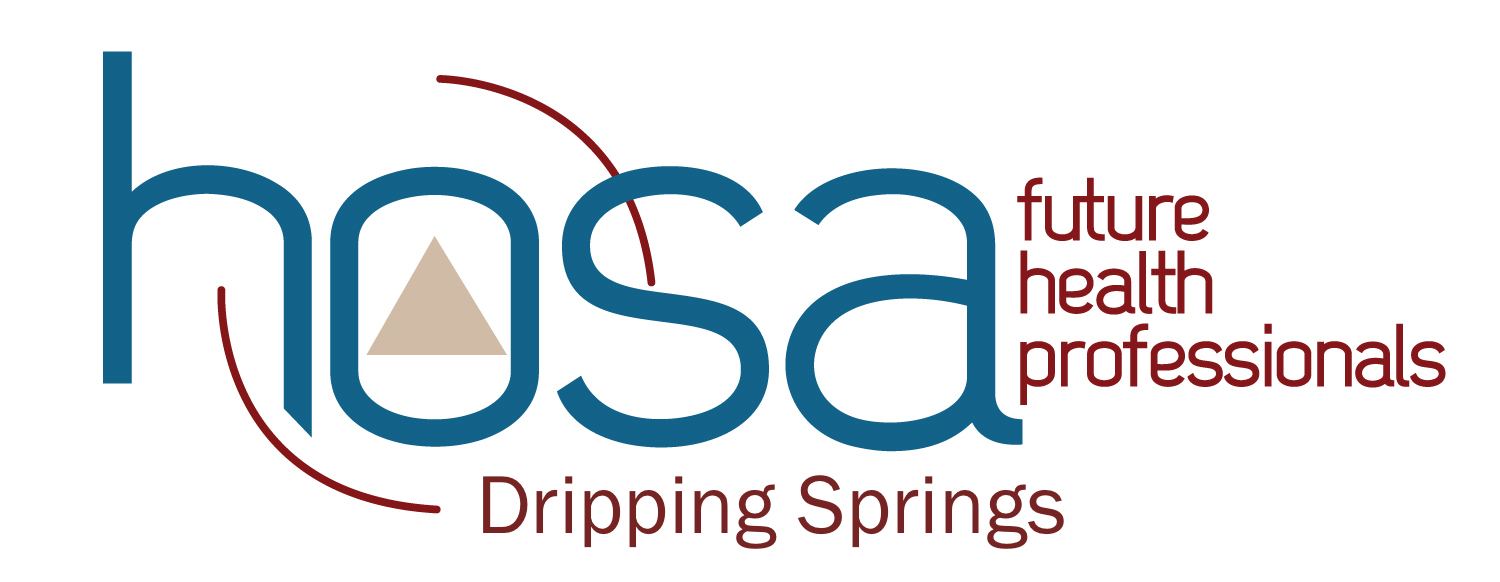 hosa
future
health
professionals
Dripping Springs